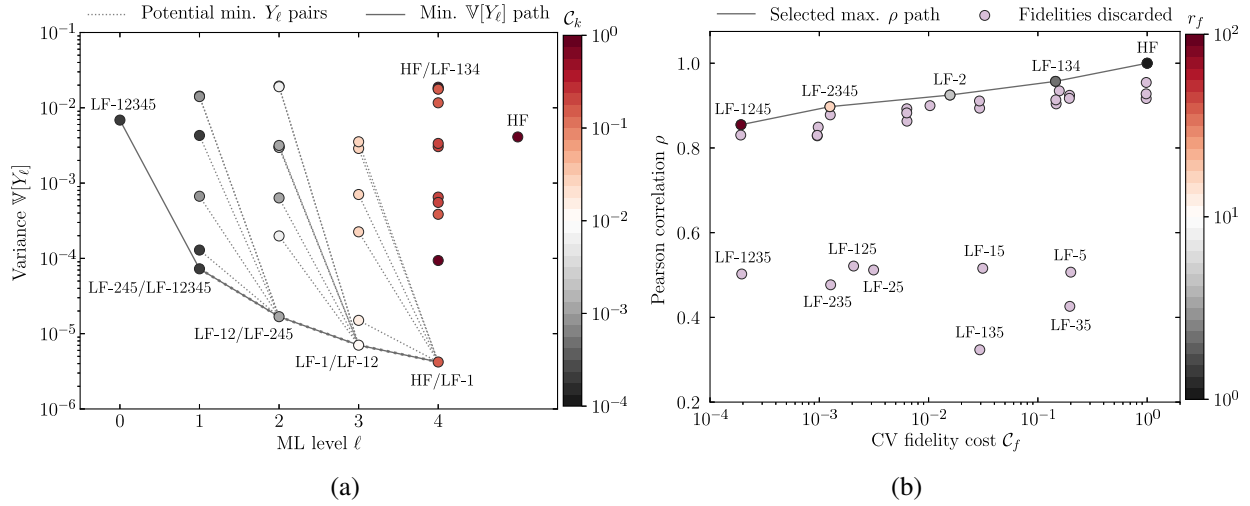 Potential min. Yℓ pairs
Min. 𝕍[Yℓ] path
𝒞k
10⁻¹
10⁻²
10⁻³
10⁻⁴
10⁻⁵
10⁻⁶
Variance 𝕍[Yℓ]
LF-12345
HF/LF-134
HF
LF-245/LF-12345
LF-12/LF-245
LF-1/LF-12
HF/LF-1
0 1 2 3 4
ML level ℓ
10⁰
10⁻¹
10⁻²
10⁻³
10⁻⁴
(a)
Selected max. ρ path
Fidelities discarded
rf
1.0
0.8
0.6
0.4
0.2
Pearson correlation ρ
HF
LF-134
LF-2
LF-2345
LF-1245
LF-1235
LF-125
LF-15
LF-5
LF-235
LF-25
LF-135
LF-35
10⁻⁴ 10⁻³ 10⁻² 10⁻¹ 10⁰
CV fidelity cost 𝒞f
10²
10¹
10⁰
(b)